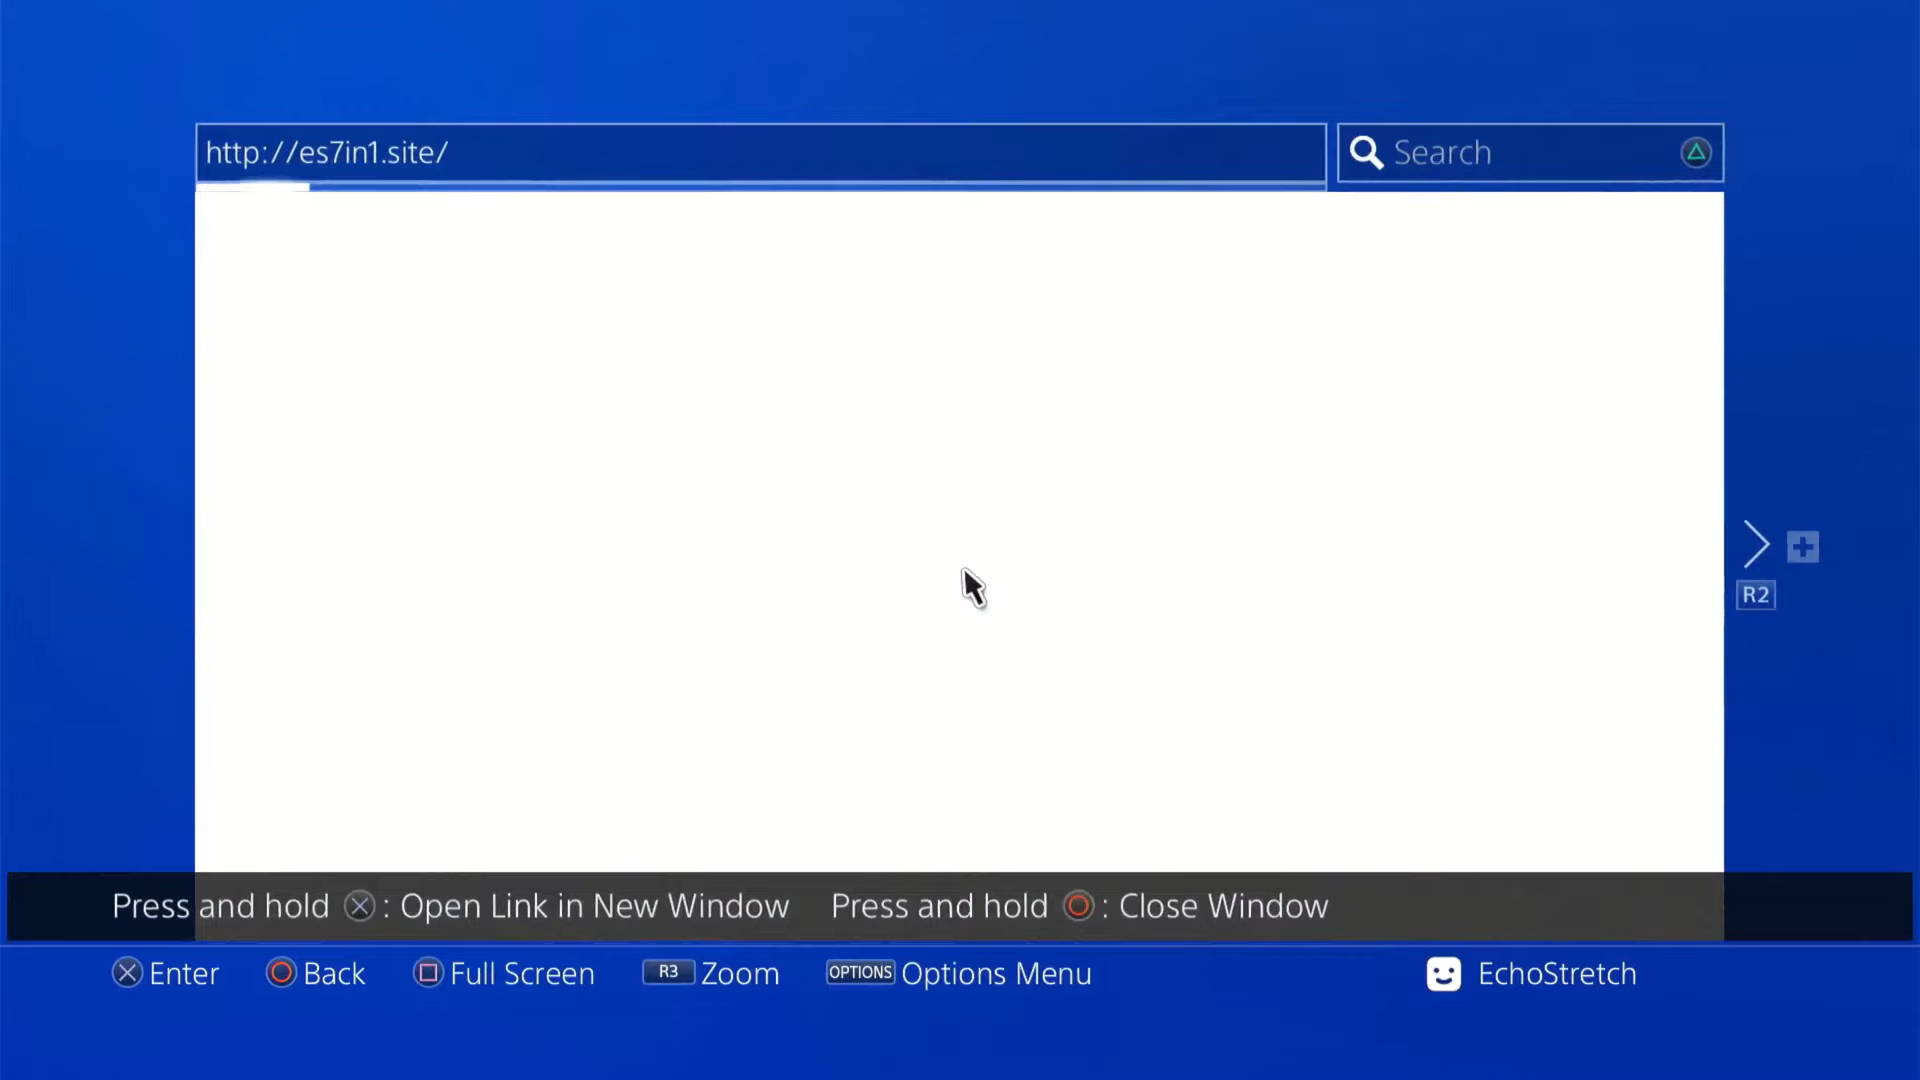 http://es7in1.site/
Search
R2
Press and hold : Open Link in New Window Press and hold : Close Window
Enter Back Full Screen R3 Zoom OPTIONS Options Menu EchoStretch